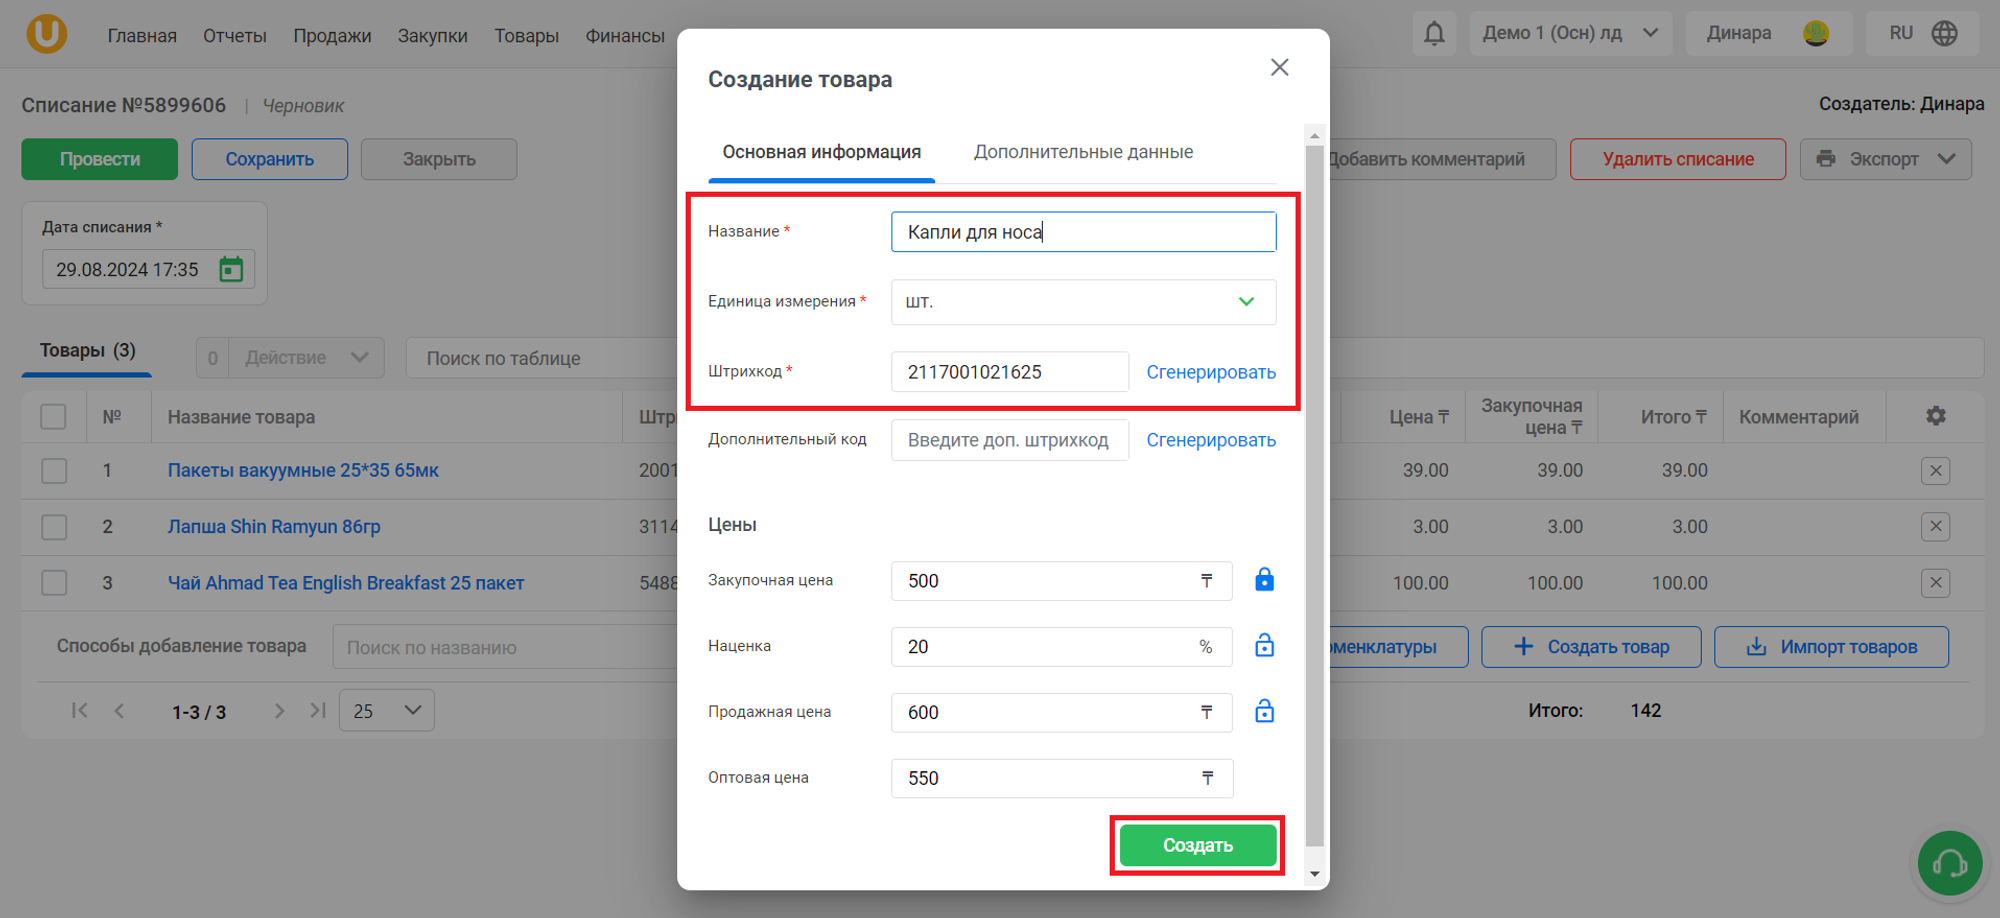 Главная Отчеты Продажи Закупки Товары Финансы
Демо 1 (Осн) лд Динара RU
Списание №5899606 | Черновик
Создатель: Динара
Провести Сохранить Закрыть
Добавить комментарий Удалить списание Экспорт
Дата списания *
29.08.2024 17:35
Товары (3) 0 Действие Поиск по таблице
№ Название товара Штри Цена ₸ Закупочная цена ₸ Итого ₸ Комментарий
1 Пакеты вакуумные 25*35 65мк 2001 39.00 39.00 39.00
2 Лапша Shin Ramyun 86гр 3114 3.00 3.00 3.00
3 Чай Ahmad Tea English Breakfast 25 пакет 5488 100.00 100.00 100.00
Способы добавление товара Поиск по названию
оменклатуры + Создать товар Импорт товаров
1-3 / 3 25
Итого: 142
Создание товара
Основная информация Дополнительные данные
Название * Капли для носа
Единица измерения * шт.
Штрихкод * 2117001021625 Сгенерировать
Дополнительный код Введите доп. штрихкод Сгенерировать
Цены
Закупочная цена 500 ₸
Наценка 20 %
Продажная цена 600 ₸
Оптовая цена 550 ₸
Создать